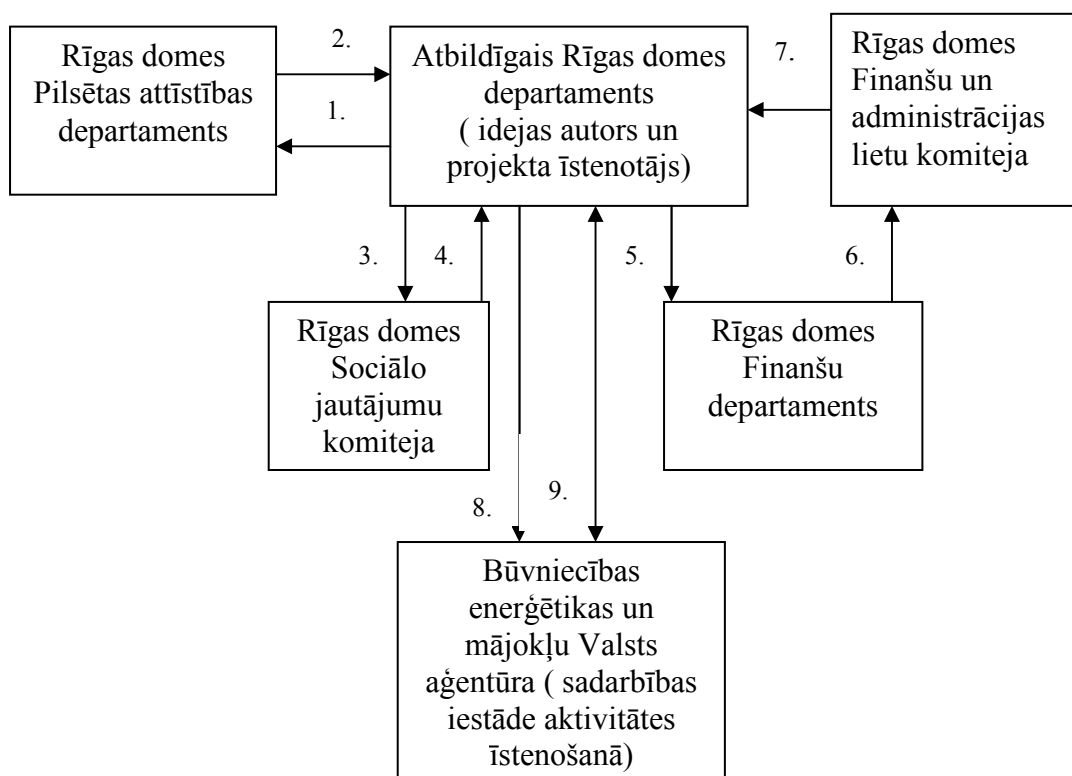 Rīgas domes
Pilsētas attīstības
departaments
2.
1.
Atbildīgais Rīgas domes
departaments
( idejas autors un
projekta īstenotājs)
7.
Rīgas domes
Finanšu un
administrācijas
lietu komiteja
3.
4.
5.
6.
Rīgas domes
Sociālo
jautājumu
komiteja
Rīgas domes
Finanšu
departaments
8.
9.
Būvniecības
enerģētikas un
mājokļu Valsts
aģentūra ( sadarbības
iestāde aktivitātes
īstenošanā)